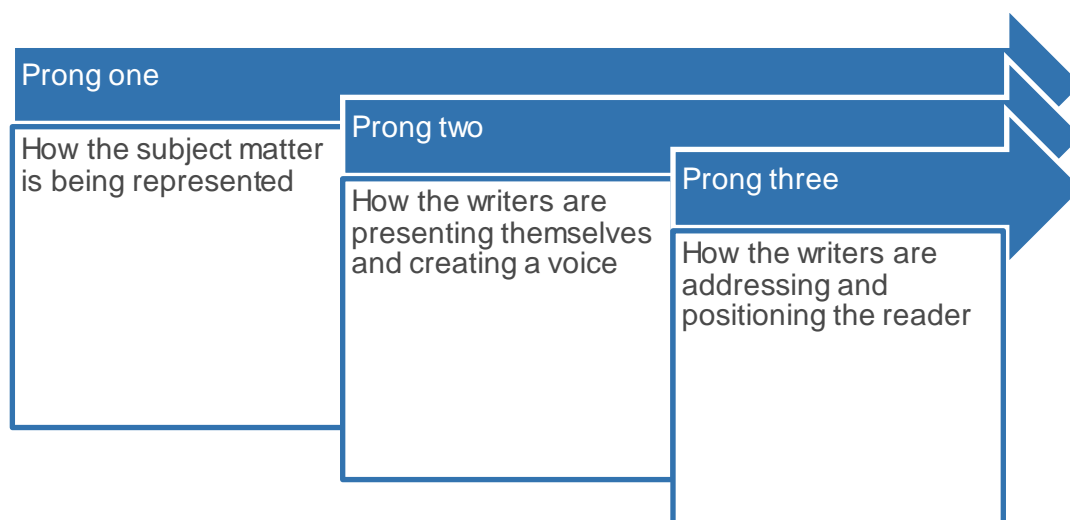 Prong one
How the subject matter
is being represented
Prong two
How the writers are
presenting themselves
and creating a voice
Prong three
How the writers are
addressing and
positioning the reader